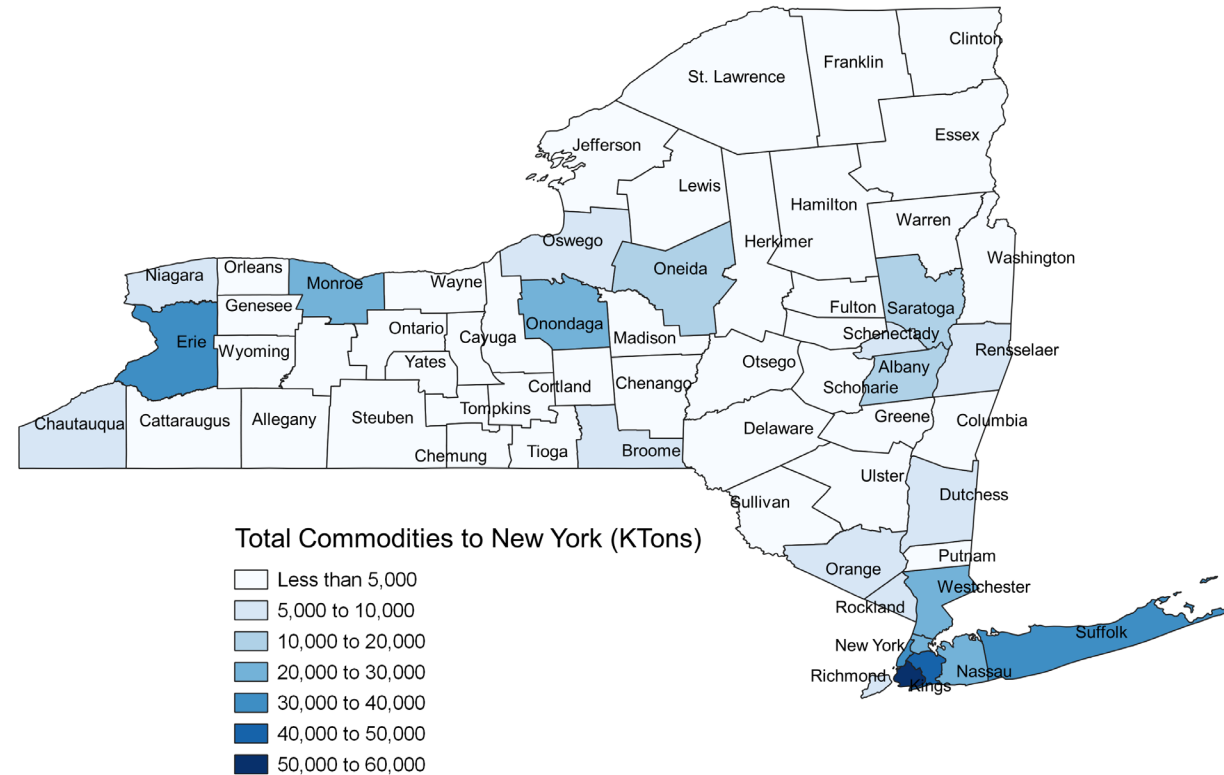 Clinton
Franklin
St. Lawrence
Essex
Jefferson
Lewis
Hamilton
Warren
Oswego
Herkimer
Washington
Oneida
Orleans
Niagara
Monroe
Wayne
Genesee
Fulton
Saratoga
Onondaga
Ontario
Schenectady
Cayuga
Madison
Erie
Wyoming
Rensselaer
Yates
Otsego
Albany
Chenango
Cortland
Schoharie
Tompkins
Steuben
Greene
Allegany
Cattaraugus
Columbia
Chautauqua
Delaware
Broome
Tioga
Chemung
Ulster
Dutchess
Sullivan
Total Commodities to New York (KTons)
Putnam
Orange
Less than 5,000
Westchester
Rockland
5,000 to 10,000
Suffolk
10,000 to 20,000
New York
Nassau
20,000 to 30,000
Richmond
Kings
30,000 to 40,000
40,000 to 50,000
50,000 to 60,000